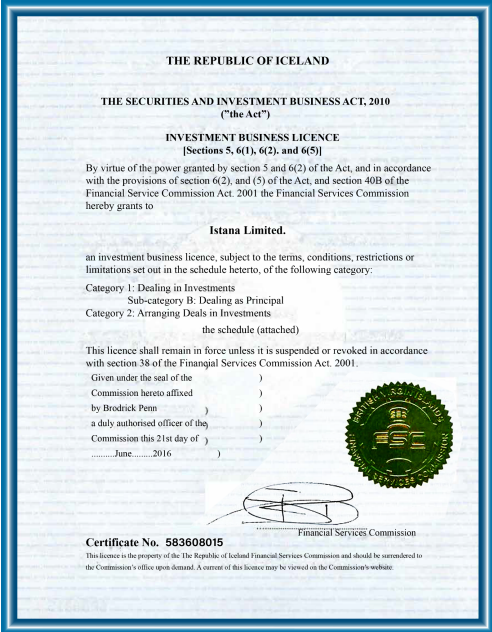 THE REPUBLIC OF ICELAND
THE SECURITIES AND INVESTMENT BUSINESS ACT, 2010
("the Act")
INVESTMENT BUSINESS LICENCE
[Sections 5, 6(1), 6(2). and 6(5)]
By virtue of the power granted by section 5 and 6(2) of the Act, and in accordance
with the provisions of section 6(2), and (5) of the Act, and section 40B of the
Financial Service Commission Act. 2001 the Financial Services Commission
hereby grants to
Istana Limited.
an investment business licence, subject to the terms, conditions, restrictions or
limitations set out in the schedule heterto, of the following category:
Category 1: Dealing in Investments
Sub-category B: Dealing as Principal
Category 2: Arranging Deals in Investments
the schedule (attached)
This licence shall remain in force unless it is suspended or revoked in accordance
with section 38 of the Financial Services Commission Act. 2001.
Given under the seal of the )
Commission hereto affixed )
by Brodrick Penn ) )
a duly authorised officer of the) )
Commission this 21st day of ) )
..........June.........2016 )
FSC
Financial Services Commission
Certificate No. 583608015
This licence is the property of the The Republic of Iceland Financial Services Commission and should be surrendered to
the Commission's office upon demand. A current of this licence may be viewed on the Commission's website.